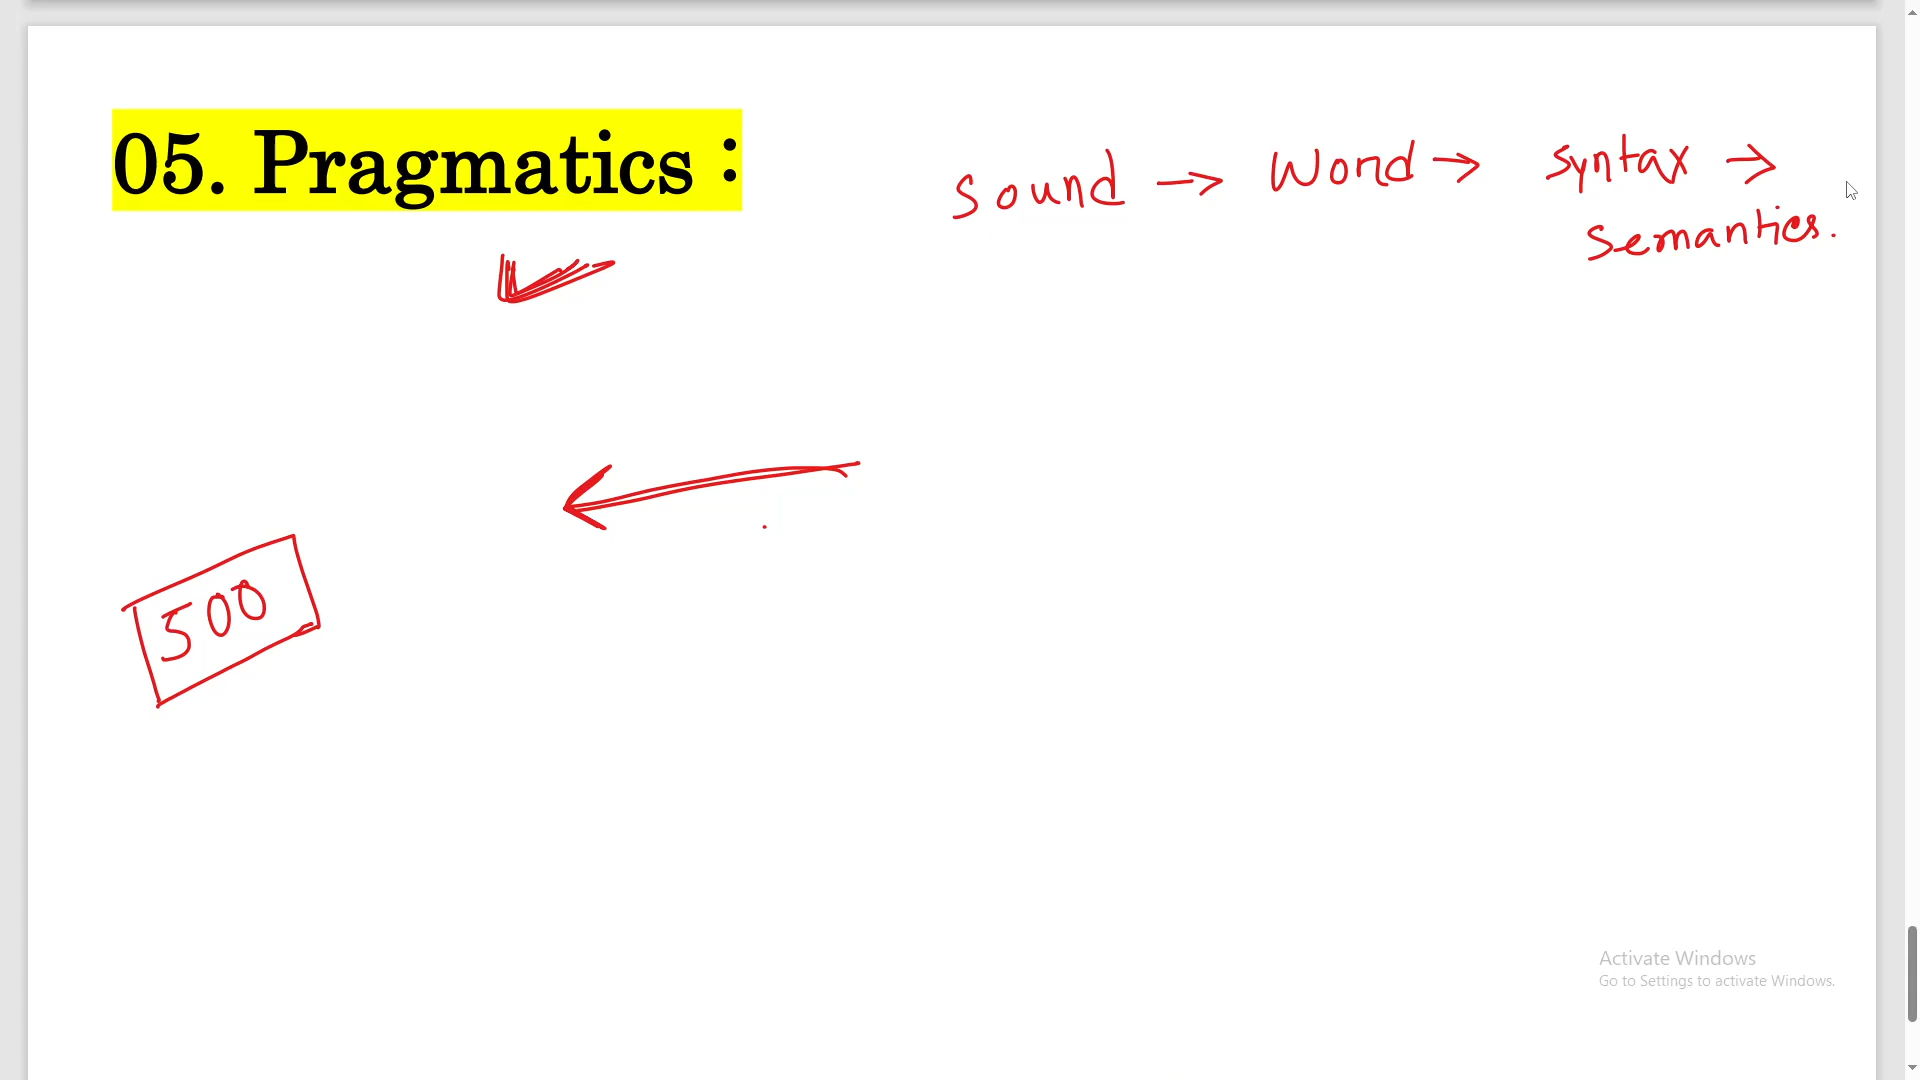 05. Pragmatics :
Sound → Word → Syntax →
Semantics.
500
Activate Windows
Go to Settings to activate Windows.